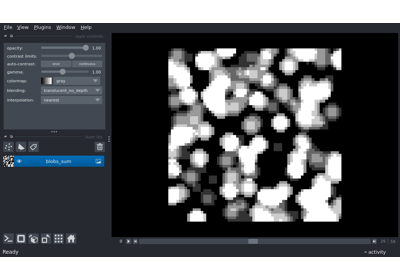 File View Plugins Window Help
opacity: 1.00
contrast limits:
auto-contrast: once continuous
gamma: 1.00
colormap: gray
blending: translucent_no_depth
interpolation: nearest
blobs_sum
Ready
activity